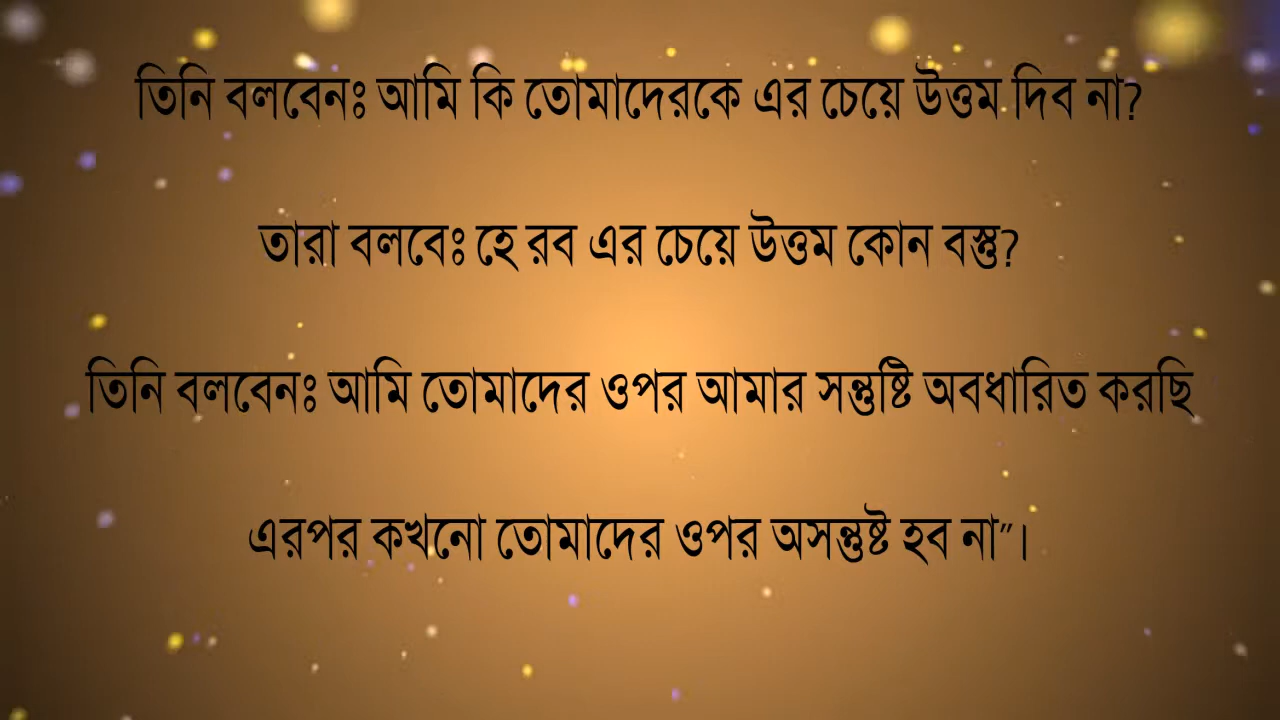 তিনি বলবেনঃ আমি কি তোমাদেরকে এর চেয়ে উত্তম দিব না?
তারা বলবেঃ হে রব এর চেয়ে উত্তম কোন বস্তু?
তিনি বলবেনঃ আমি তোমাদের ওপর আমার সন্তুষ্টি অবধারিত করছি
এরপর কখনো তোমাদের ওপর অসন্তুষ্ট হব না”।